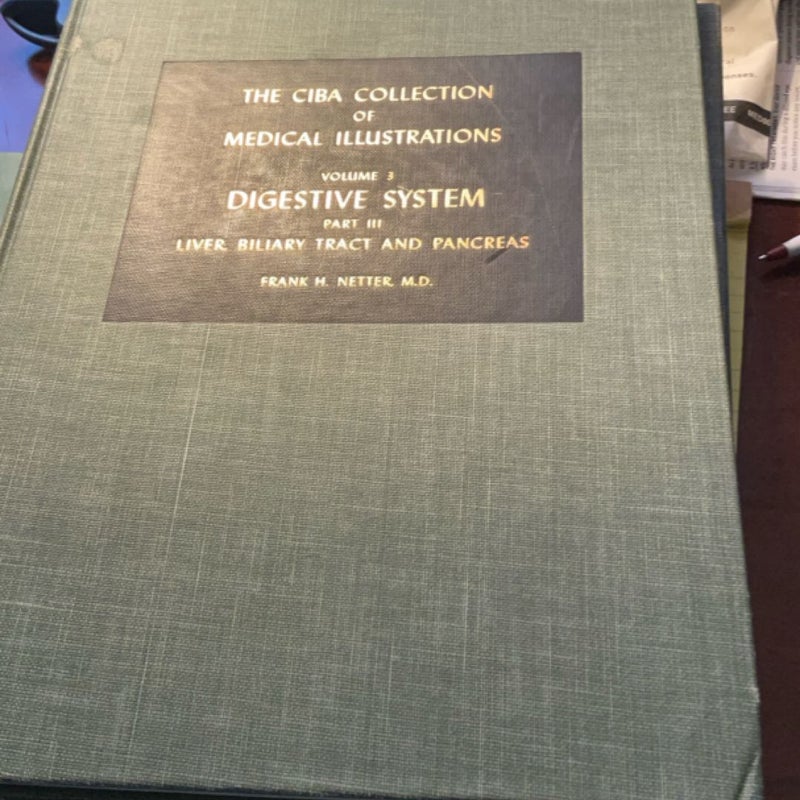 THE CIBA COLLECTION
OF
MEDICAL ILLUSTRATIONS
VOLUME 3
DIGESTIVE SYSTEM
PART III
LIVER, BILIARY TRACT AND PANCREAS
FRANK H. NETTER, M.D.